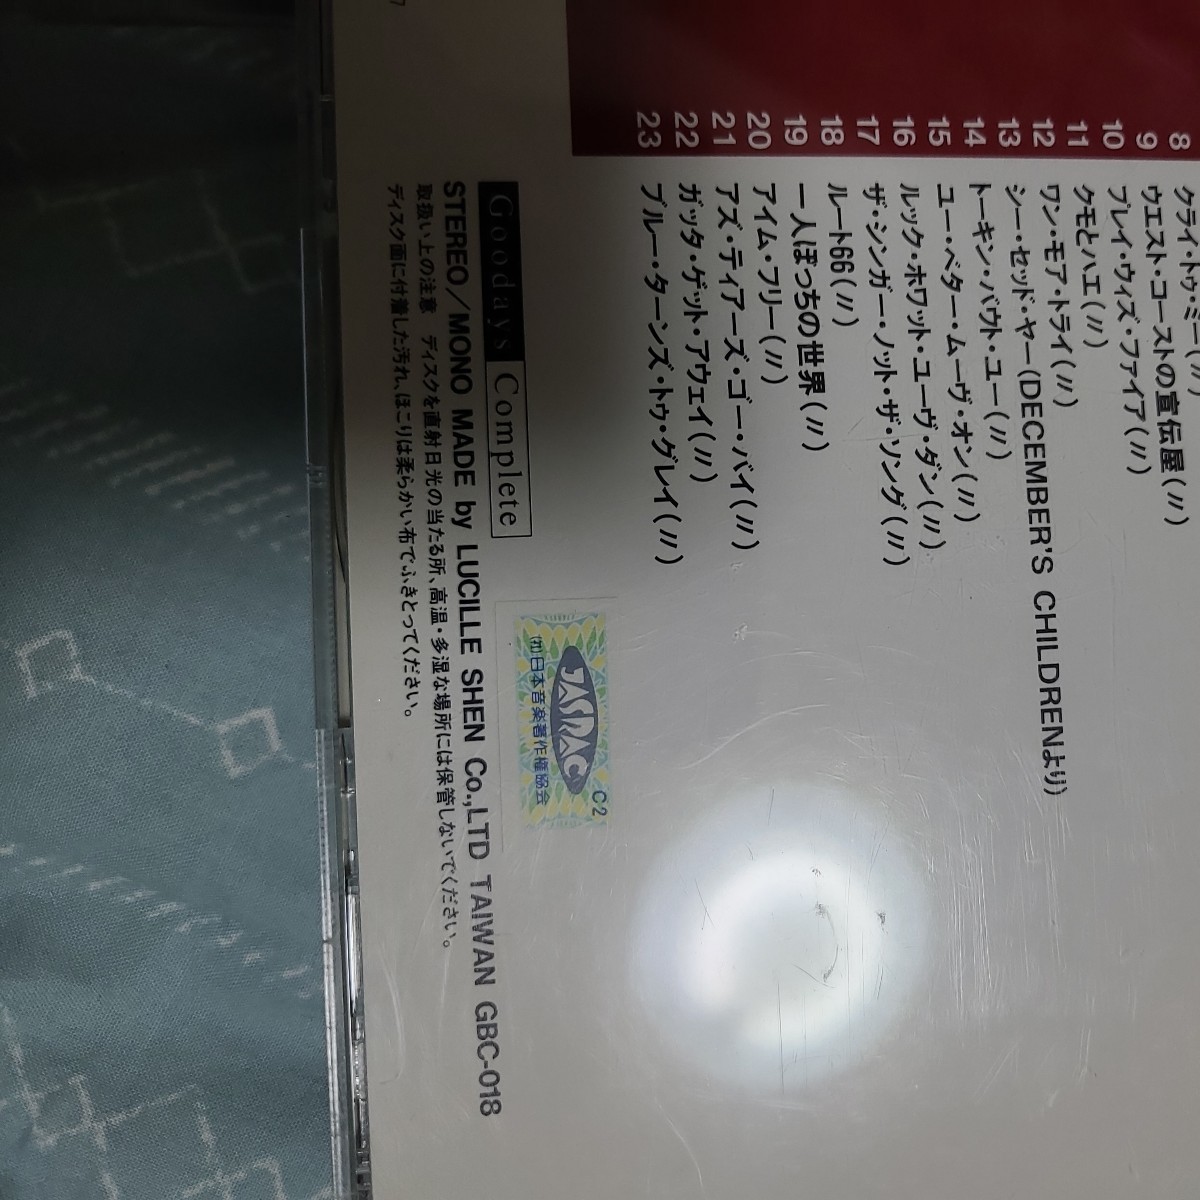 8 クライ・トゥ・ミー(〃)
9 ウエスト・コーストの宣伝屋(〃)
10 プレイ・ウィズ・ファイア(〃)
11 クモとハエ(〃)
12 ワン・モア・トライ(〃)
13 シー・セッド・ヤー(DECEMBER'S CHILDRENより)
14 トーキン・バウト・ユー(〃)
15 ユー・ベター・ムーヴ・オン(〃)
16 ルック・ホワット・ユーヴ・ダン(〃)
17 ザ・シンガー・ノット・ザ・ソング(〃)
18 ルート66(〃)
19 一人ぼっちの世界(〃)
20 アイム・フリー(〃)
21 アズ・ティアーズ・ゴー・バイ(〃)
22 ガッタ・ゲット・アウェイ(〃)
23 ブルー・ターンズ・トゥ・グレイ(〃)
JASRAC C2
(社)日本音楽著作権協会
Goodays Complete
STEREO/MONO MADE by LUCILLE SHEN Co.,LTD TAIWAN GBC-018
取扱い上の注意 ディスクを直射日光の当たる所、高温・多湿な場所には保管しないでください。
ディスク面に付着した汚れ、ほこりは柔らかい布でふきとってください。
7